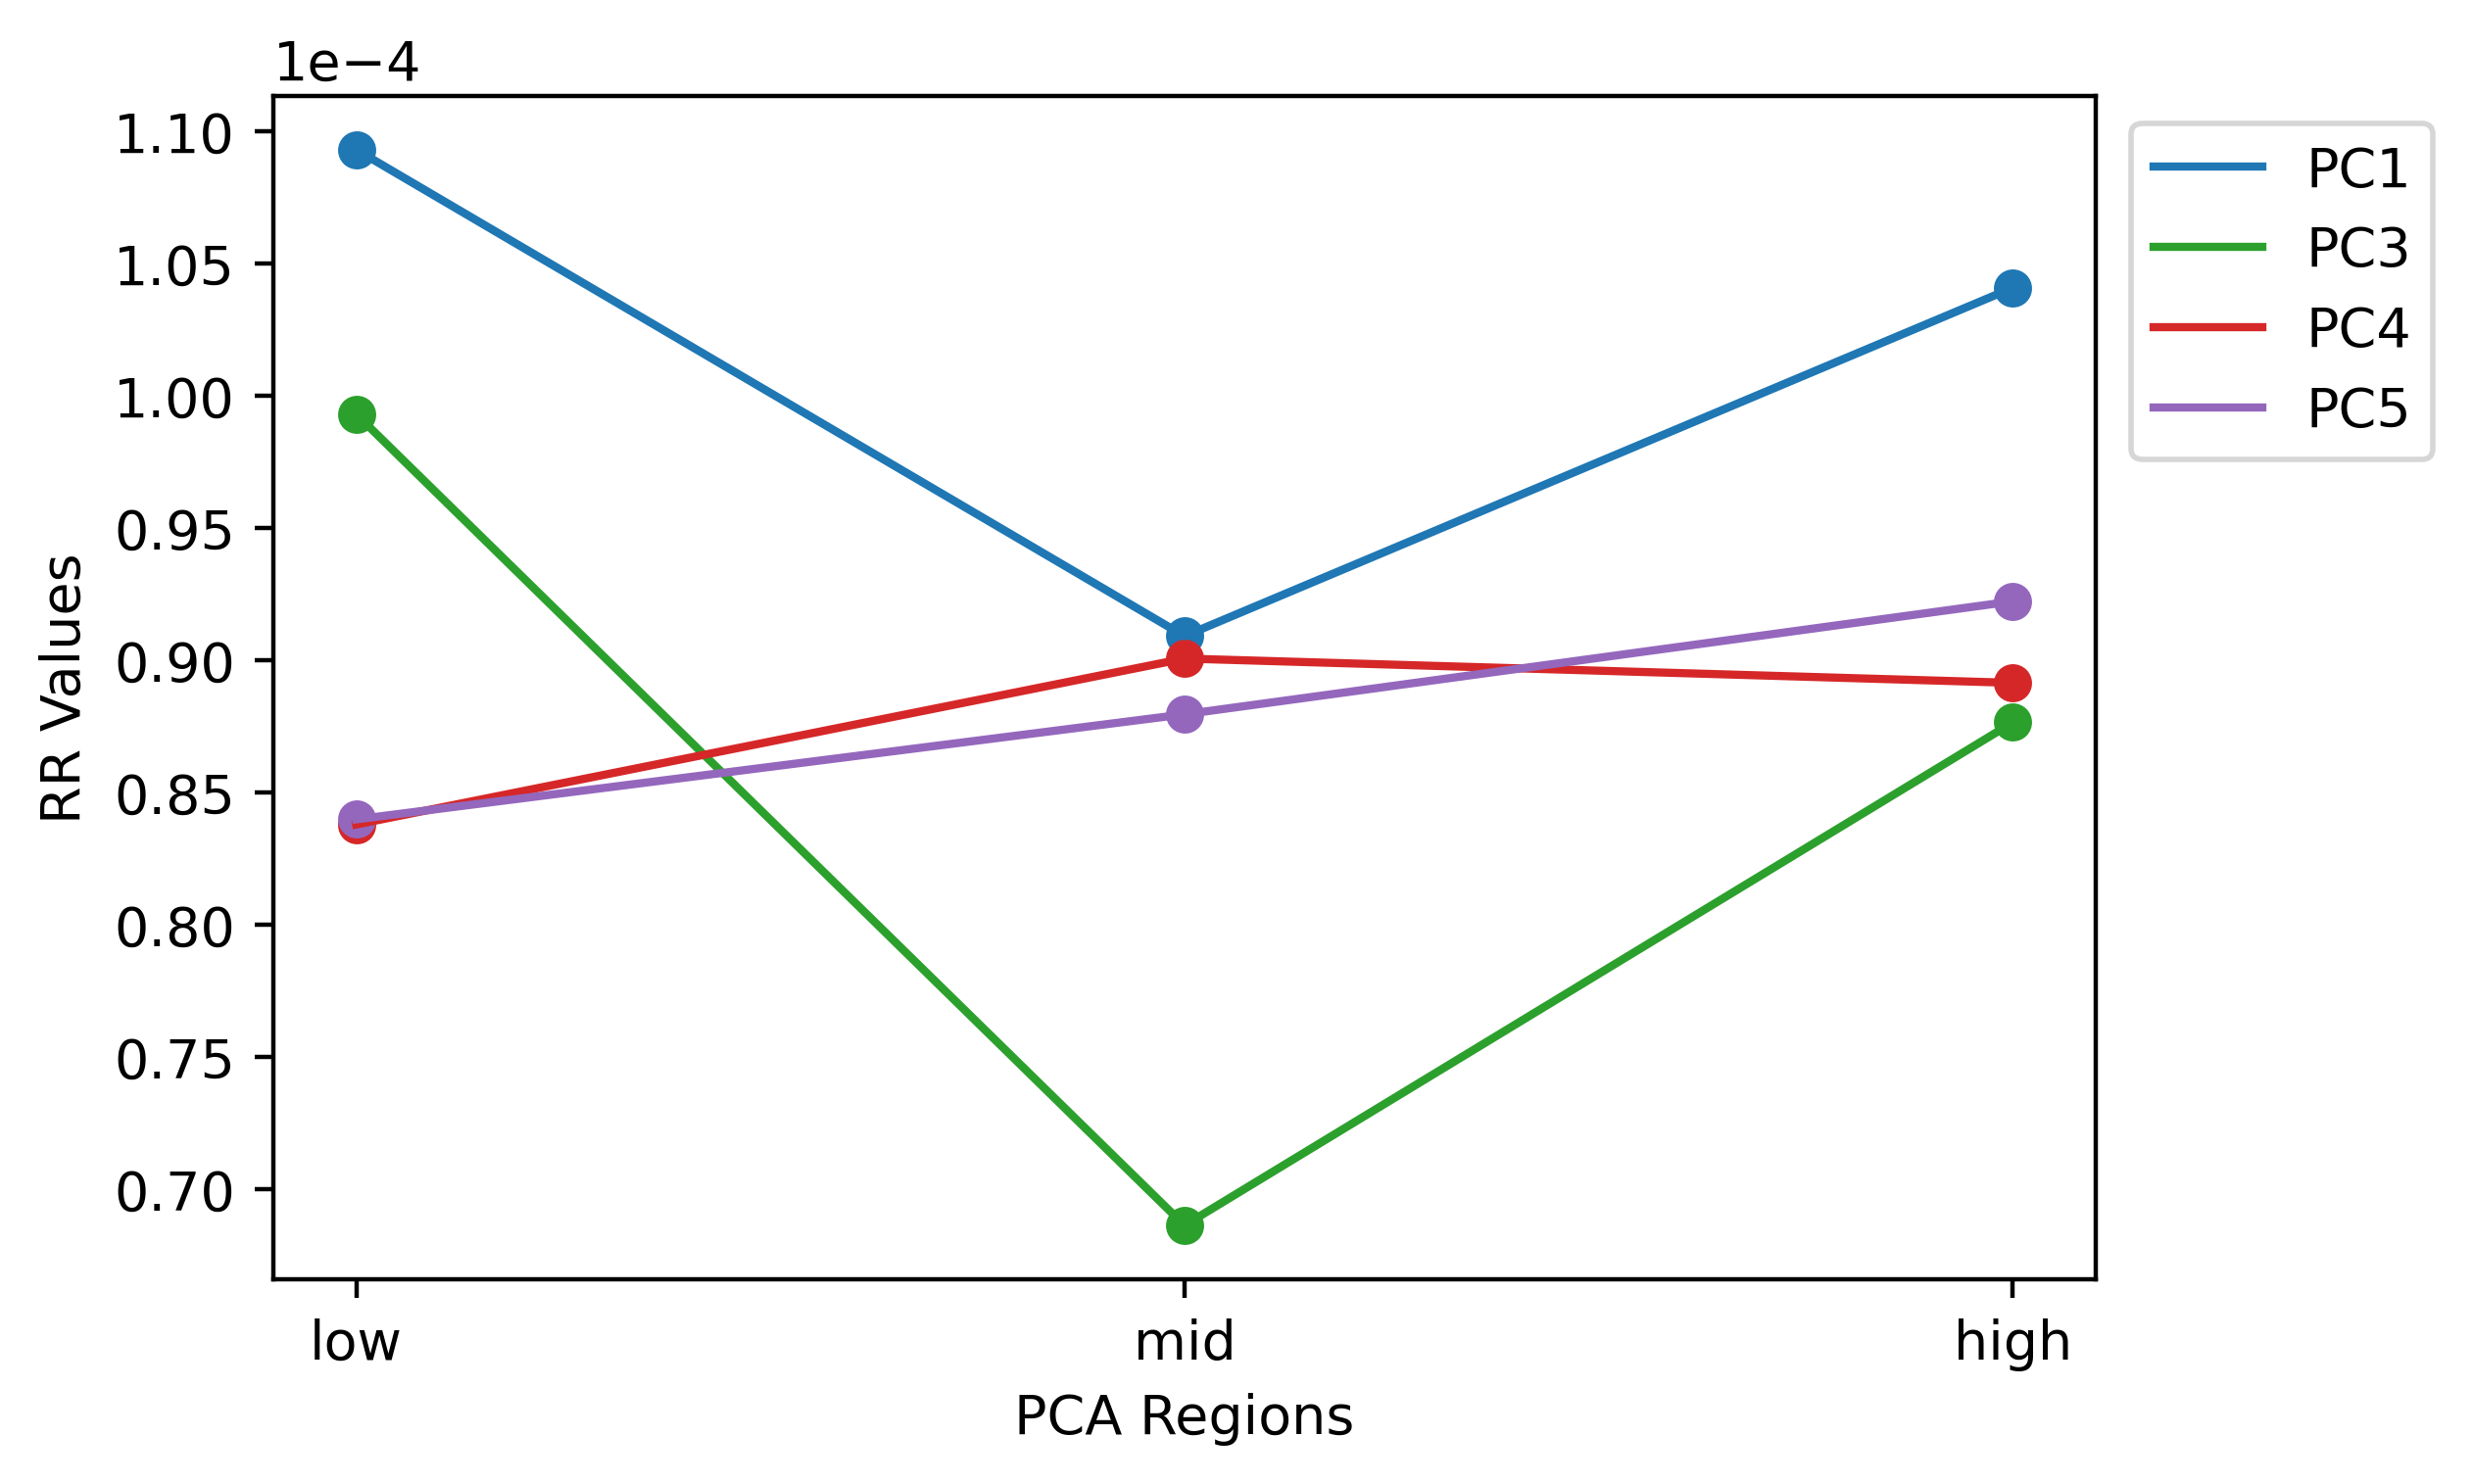 1e−4
1.10
1.05
1.00
0.95
0.90
0.85
0.80
0.75
0.70
RR Values
low
mid
high
PCA Regions
PC1
PC3
PC4
PC5